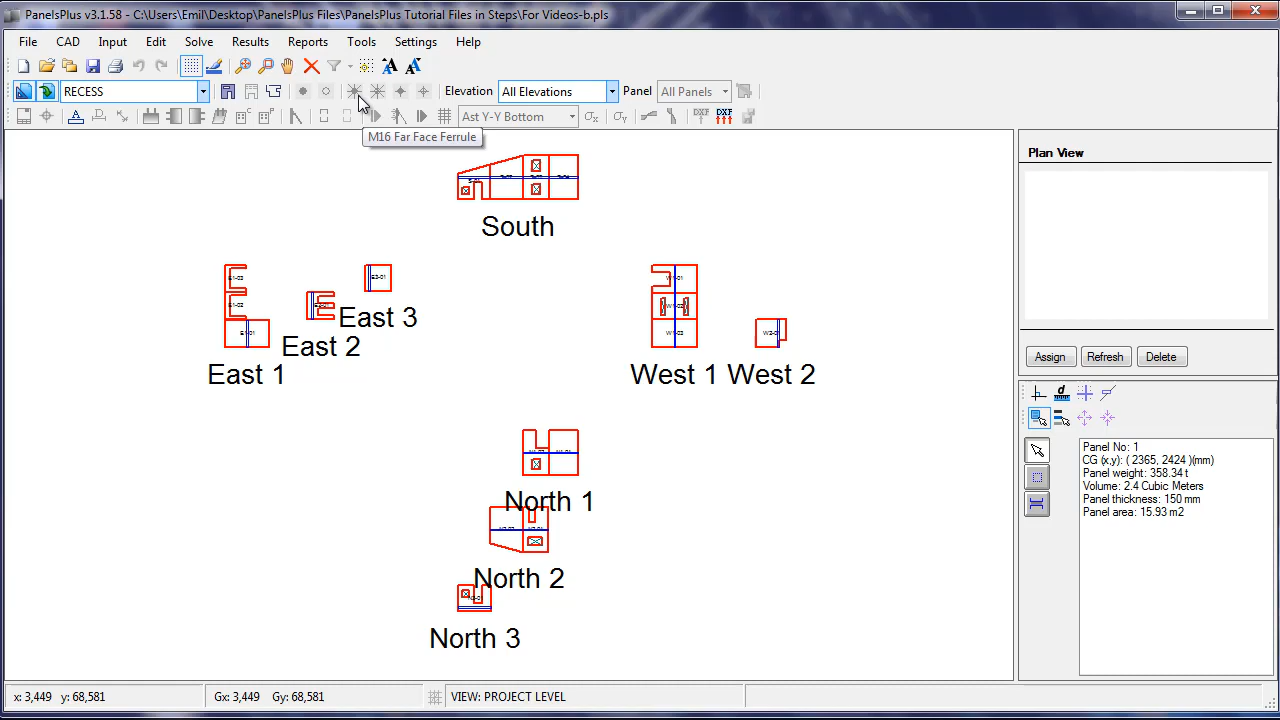 PanelsPlus v3.1.58 - C:\Users\Emil\Desktop\PanelsPlus Files\PanelsPlus Tutorial Files in Steps\For Videos-b.pls
File CAD Input Edit Solve Results Reports Tools Settings Help
RECESS Elevation All Elevations Panel All Panels
Ast Y-Y Bottom σx σy DXF DXF
M16 Far Face Ferrule
Plan View
South
East 3
East 2
East 1
West 1 West 2
North 1
North 2
North 3
Assign Refresh Delete
Panel No: 1
CG (x,y): ( 2365, 2424 )(mm)
Panel weight: 358.34 t
Volume: 2.4 Cubic Meters
Panel thickness: 150 mm
Panel area: 15.93 m2
x: 3,449 y: 68,581 Gx: 3,449 Gy: 68,581 VIEW: PROJECT LEVEL